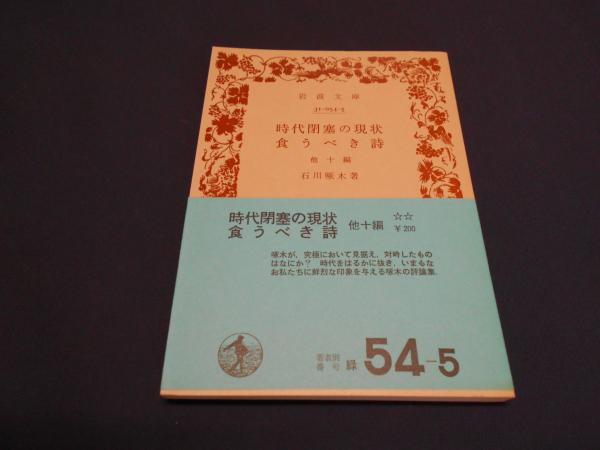 岩波文庫
31-054-5
時代閉塞の現状
食うべき詩
他十編
石川啄木著
時代閉塞の現状
食うべき詩
他十編
☆☆
￥200
啄木が,究極において見据え,対峙したもの
はなにか？ 時代をはるかに抜き,いまもな
お私たちに鮮烈な印象を与える啄木の評論集.
著者別
番号
緑
54-5